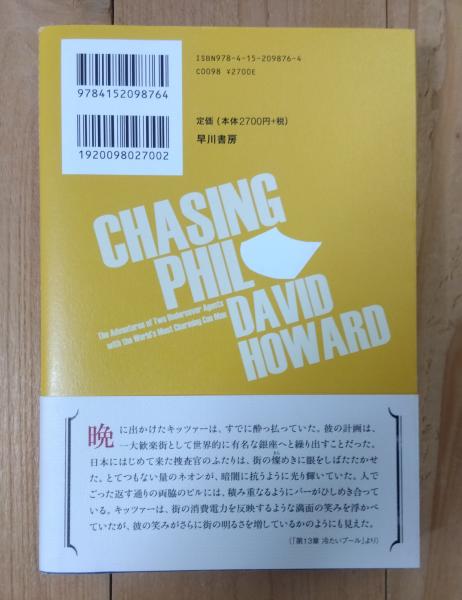 ISBN978-4-15-209876-4
C0098 ¥2700E
9784152098764
定価(本体2700円+税)
早川書房
1920098027002
CHASING
PHIL
The Adventures of Two Undercover Agents
with the World's Most Charming Con Man
DAVID
HOWARD
晩に出かけたキッツァーは、すでに酔っ払っていた。彼の計画は、
一大歓楽街として世界的に有名な銀座へと繰り出すことだった。
日本にはじめて来た捜査官のふたりは、街の燦めきに眼をしばたたかせ
た。とてつもない量のネオンが、暗闇に抗うように光り輝いていた。人で
ごった返す通りの両脇のビルには、積み重なるようにバーがひしめき合って
いる。キッツァーは、街の消費電力を反映するような満面の笑みを浮かべ
ていたが、彼の笑みがさらに街の明るさを増しているかのようにも見えた。
(「第13章 冷たいプール」より)